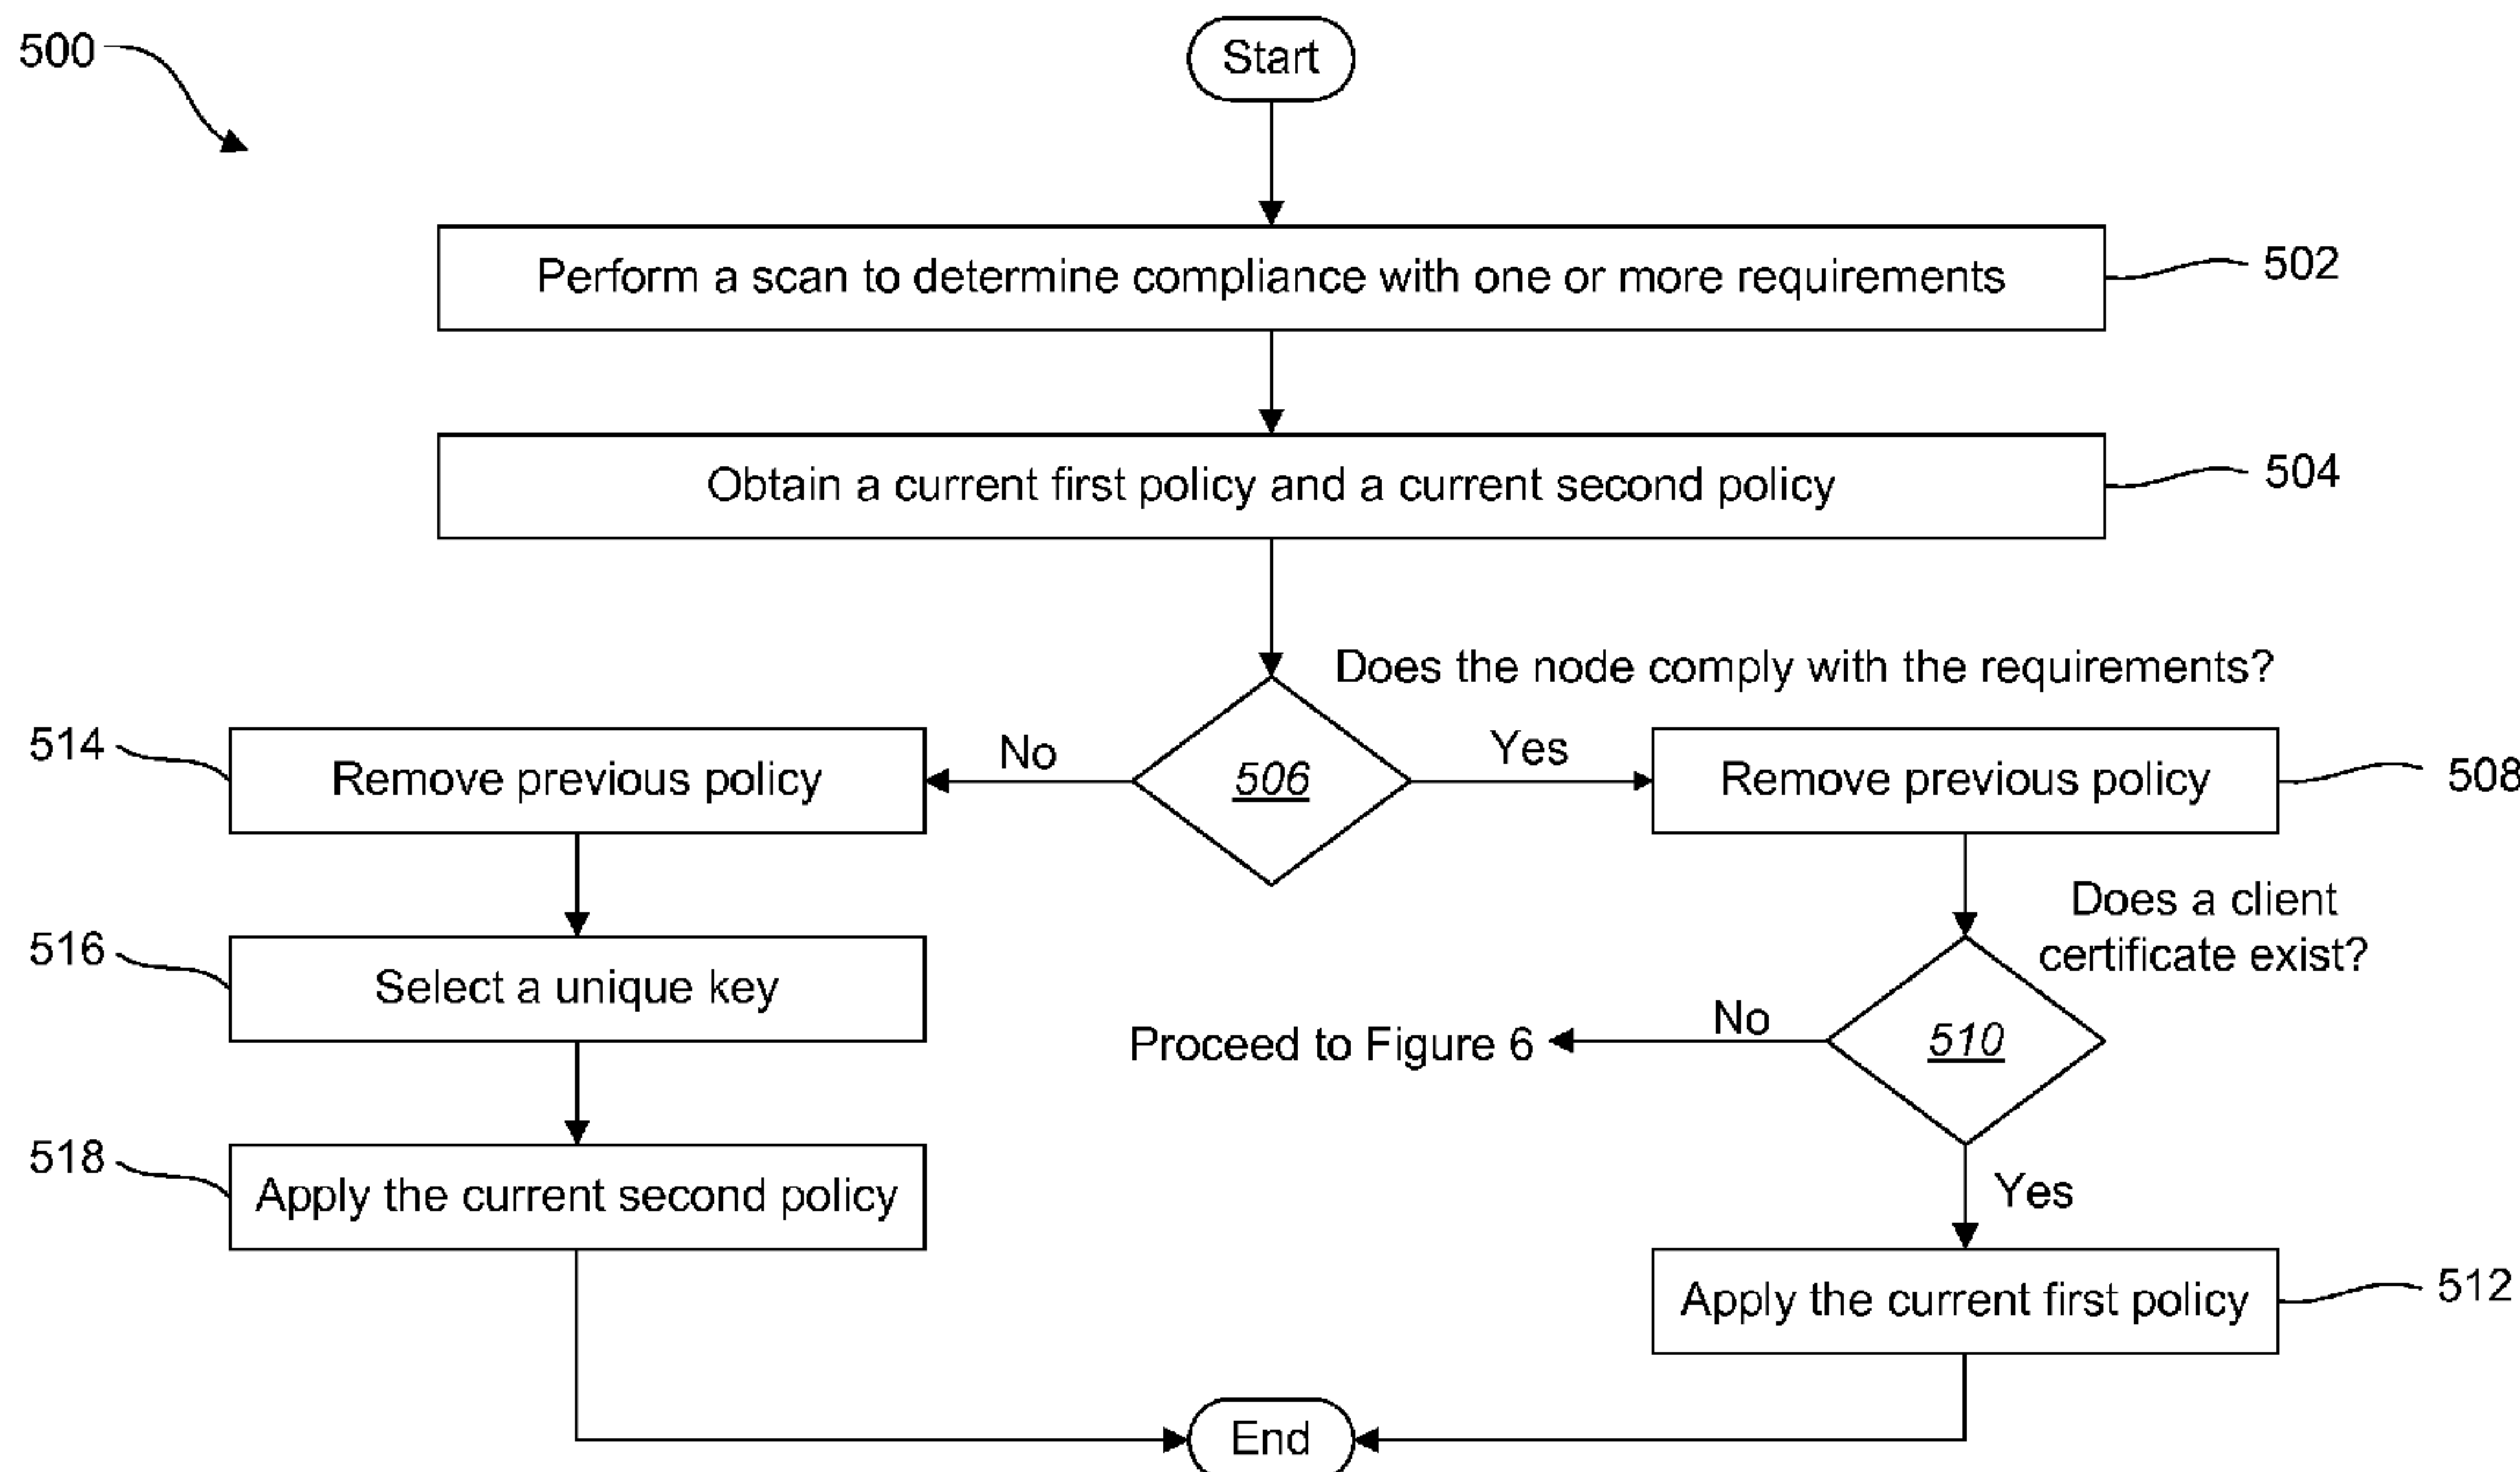 500
Start
Perform a scan to determine compliance with one or more requirements
502
Obtain a current first policy and a current second policy
504
Does the node comply with the requirements?
514
Remove previous policy
No
506
Yes
Remove previous policy
508
Does a client
certificate exist?
516
Select a unique key
Proceed to Figure 6
No
510
518
Apply the current second policy
Yes
Apply the current first policy
512
End